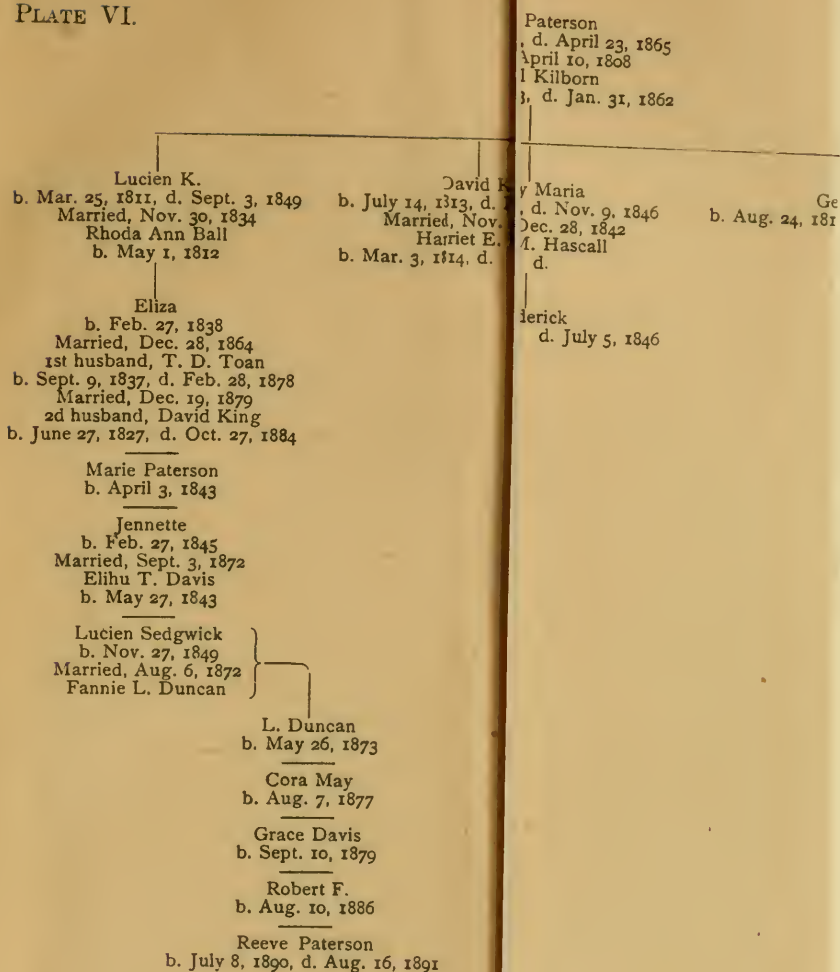 PLATE VI.
Paterson
, d. April 23, 1865
April 10, 1808
Kilborn
, d. Jan. 31, 1862
Lucien K.
b. Mar. 25, 1811, d. Sept. 3, 1849
Married, Nov. 30, 1834
Rhoda Ann Ball
b. May 1, 1812
Eliza
b. Feb. 27, 1838
Married, Dec. 28, 1864
1st husband, T. D. Toan
b. Sept. 9, 1837, d. Feb. 28, 1878
Married, Dec. 19, 1879
2d husband, David King
b. June 27, 1827, d. Oct. 27, 1884
Marie Paterson
b. April 3, 1843
Jennette
b. Feb. 27, 1845
Married, Sept. 3, 1872
Elihu T. Davis
b. May 27, 1843
Lucien Sedgwick
b. Nov. 27, 1849
Married, Aug. 6, 1872
Fannie L. Duncan
L. Duncan
b. May 26, 1873
Cora May
b. Aug. 7, 1877
Grace Davis
b. Sept. 10, 1879
Robert F.
b. Aug. 10, 1886
Reeve Paterson
b. July 8, 1890, d. Aug. 16, 1891
David
b. July 14, 1813, d.
Married, Nov.
Harriet E.
b. Mar. 3, 1814, d.
y Maria
, d. Nov. 9, 1846
Dec. 28, 1842
M. Hascall
d.
derick
d. July 5, 1846
Ge
b. Aug. 24, 181